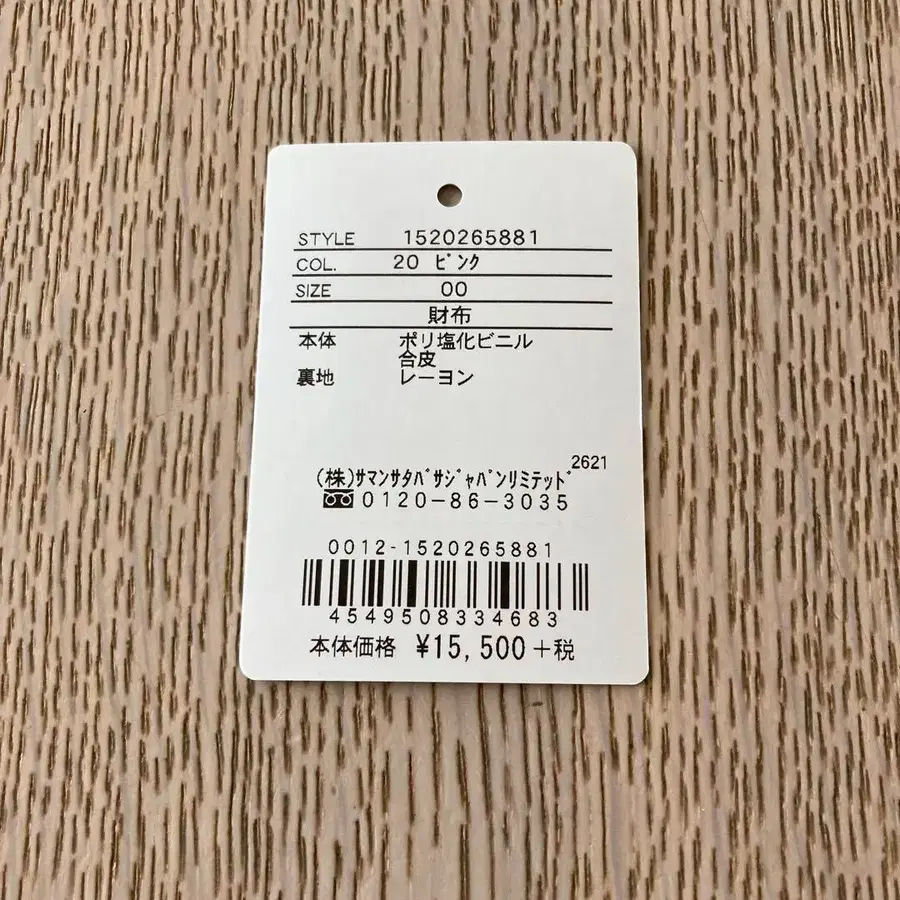 STYLE 1520265881
COL. 20 ﾋﾟﾝｸ
SIZE 00
財布
本体 ポリ塩化ビニル
合皮
裏地 レーヨン
2621
(株)ｻﾏﾝｻﾀﾊﾞｻｼﾞｬﾊﾟﾝﾘﾐﾃｯﾄﾞ
0120-86-3035
0012-1520265881
4549508334683
本体価格 ¥15,500+税